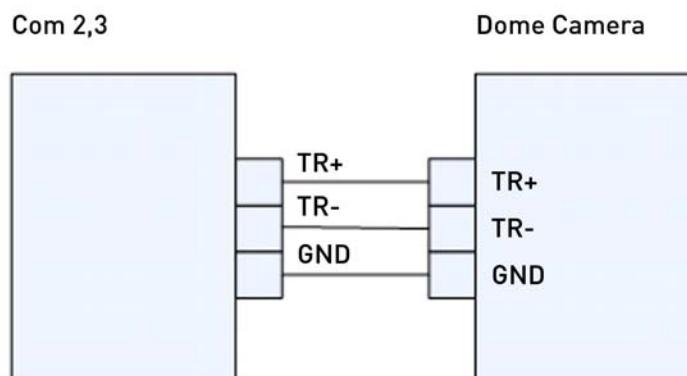 Com 2,3
Dome Camera
TR+
TR+
TR-
TR-
GND
GND